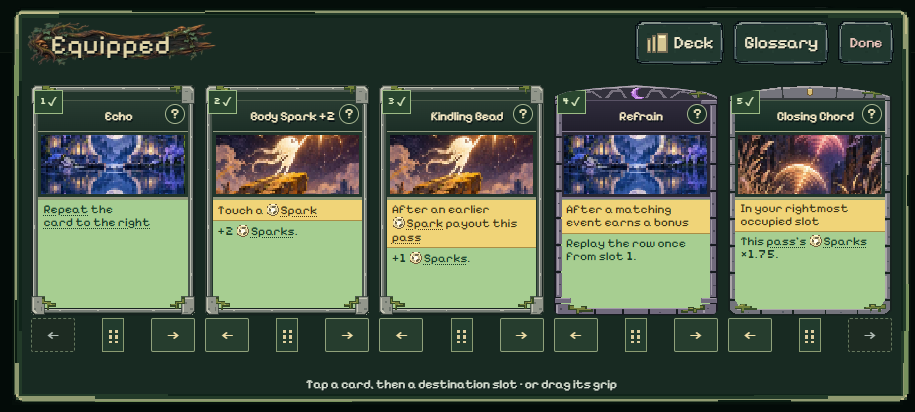 Equipped
Deck
Glossary
Done
1 ✓
Echo
?
Repeat the
card to the right
2 ✓
Body Spark +2
?
Touch a Spark
+2 Sparks.
3 ✓
Kindling Bead
?
After an earlier
Spark payout this
pass
+1 Sparks.
4 ✓
Refrain
?
After a matching
event earns a bonus
Replay the row once
from slot 1.
5 ✓
Closing Chord
?
In your rightmost
occupied slot
This pass's Sparks
×1.75.
← → ← → ← → ← → ← →
Tap a card, then a destination slot · or drag its grip